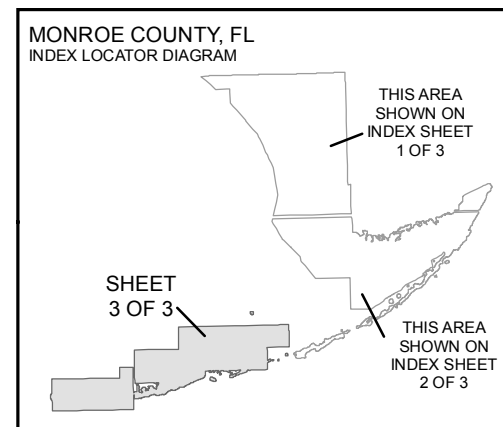 MONROE COUNTY, FL
INDEX LOCATOR DIAGRAM
THIS AREA
SHOWN ON
INDEX SHEET
1 OF 3
SHEET
3 OF 3
THIS AREA
SHOWN ON
INDEX SHEET
2 OF 3